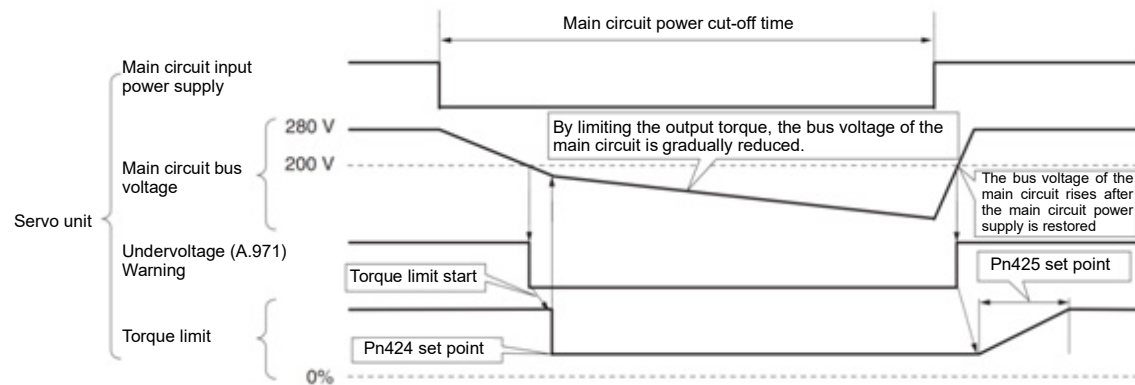 Main circuit power cut-off time
Main circuit input
power supply
280 V
200 V
Main circuit bus
voltage
By limiting the output torque, the bus voltage of the
main circuit is gradually reduced.
The bus voltage of the
main circuit rises after
the main circuit power
supply is restored
Servo unit
Undervoltage (A.971)
Warning
Torque limit start
Pn425 set point
Torque limit
Pn424 set point
0%